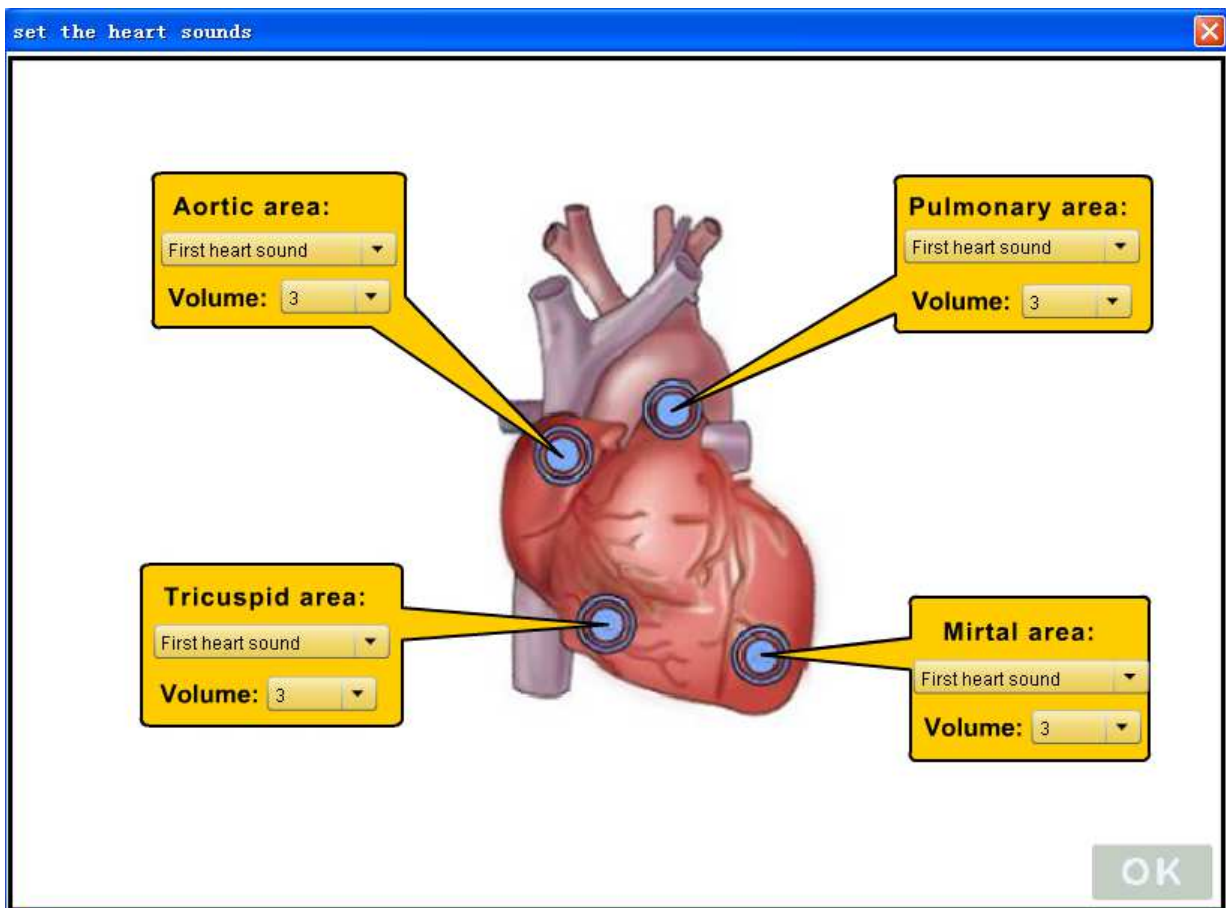 set the heart sounds
Aortic area:
First heart sound
Volume: 3
Pulmonary area:
First heart sound
Volume: 3
Tricuspid area:
First heart sound
Volume: 3
Mirtal area:
First heart sound
Volume: 3
OK